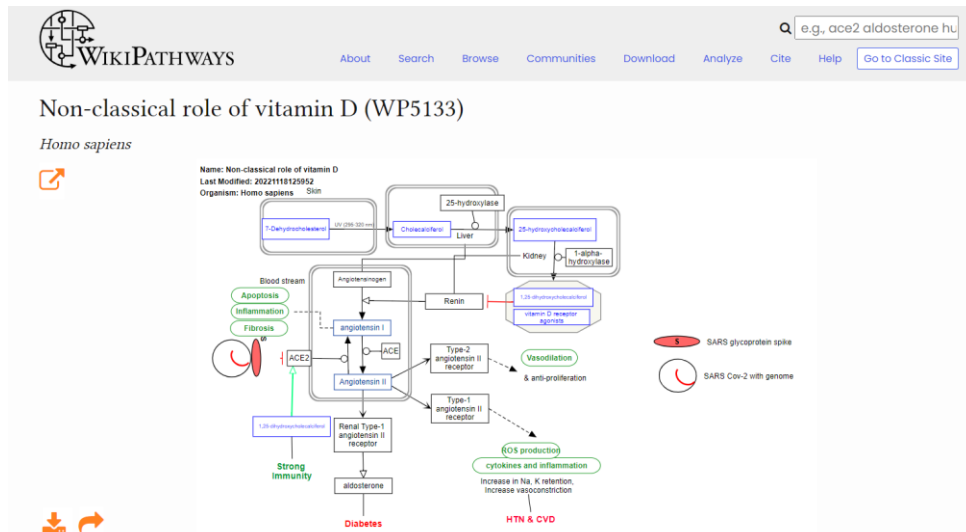 e.g., ace2 aldosterone hu
WIKIPATHWAYS
About Search Browse Communities Download Analyze Cite Help Go to Classic Site
Non-classical role of vitamin D (WP5133)
Homo sapiens
Name: Non-classical role of vitamin D
Last Modified: 20221118125952
Organism: Homo sapiens
Skin
25-hydroxylase
7-Dehydrocholesterol
UV (295-320 nm)
Cholecalciferol
Liver
25-hydroxycholecalciferol
Kidney
1-alpha-
hydroxylase
Blood stream
Angiotensinogen
Apoptosis
Inflammation
Fibrosis
Renin
1,25-dihydroxycholecalciferol
vitamin D receptor
agonists
angiotensin I
S
ACE2
ACE
Angiotensin II
Type-2
angiotensin II
receptor
Vasodilation
& anti-proliferation
S
SARS glycoprotein spike
SARS Cov-2 with genome
Type-1
angiotensin II
receptor
1,25-dihydroxycholecalciferol
Renal Type-1
angiotensin II
receptor
ROS production
cytokines and inflammation
Strong
Immunity
aldosterone
Increase in Na, K retention,
Increase vasoconstriction
Diabetes
HTN & CVD